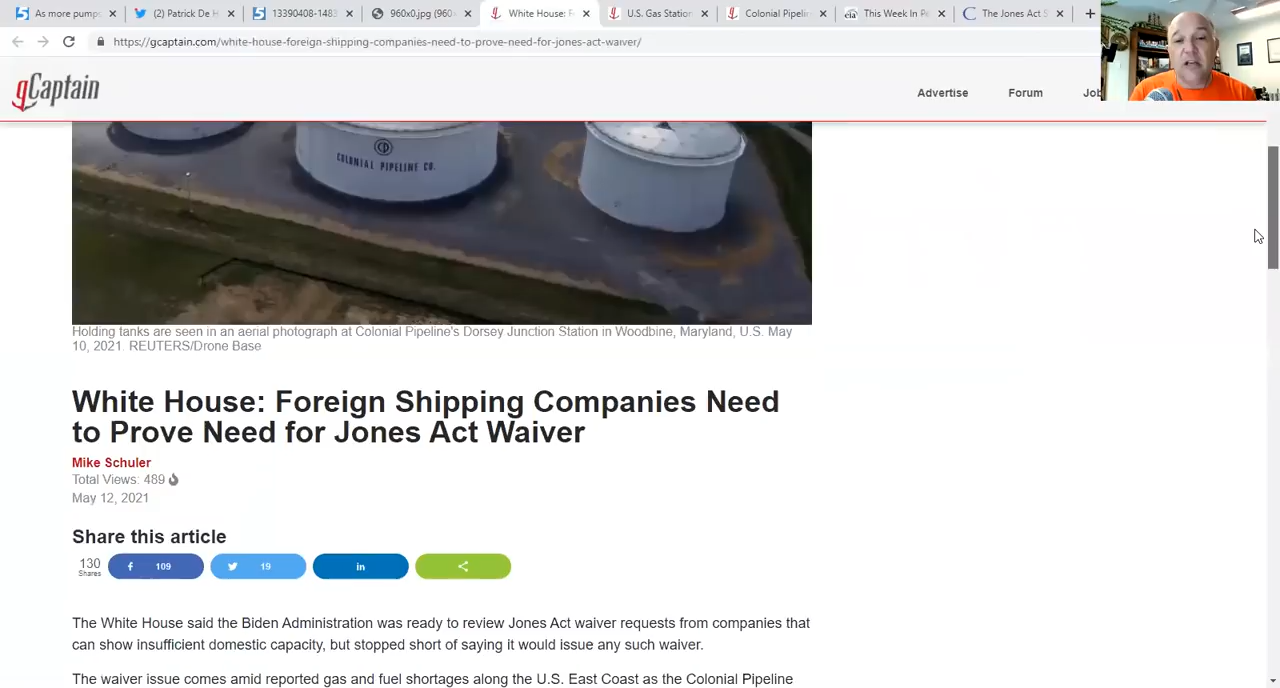 As more pump:
(2) Patrick De H
13390408-1483
960x0.jpg (960×
White House: F
U.S. Gas Station
Colonial Pipelin
eia This Week In Pe
The Jones Act S
https://gcaptain.com/white-house-foreign-shipping-companies-need-to-prove-need-for-jones-act-waiver/
gCaptain
Advertise Forum Job
COLONIAL PIPELINE CO.
Holding tanks are seen in an aerial photograph at Colonial Pipeline's Dorsey Junction Station in Woodbine, Maryland, U.S. May
10, 2021. REUTERS/Drone Base
White House: Foreign Shipping Companies Need
to Prove Need for Jones Act Waiver
Mike Schuler
Total Views: 489
May 12, 2021
Share this article
130
Shares
109
19
in
The White House said the Biden Administration was ready to review Jones Act waiver requests from companies that
can show insufficient domestic capacity, but stopped short of saying it would issue any such waiver.
The waiver issue comes amid reported gas and fuel shortages along the U.S. East Coast as the Colonial Pipeline